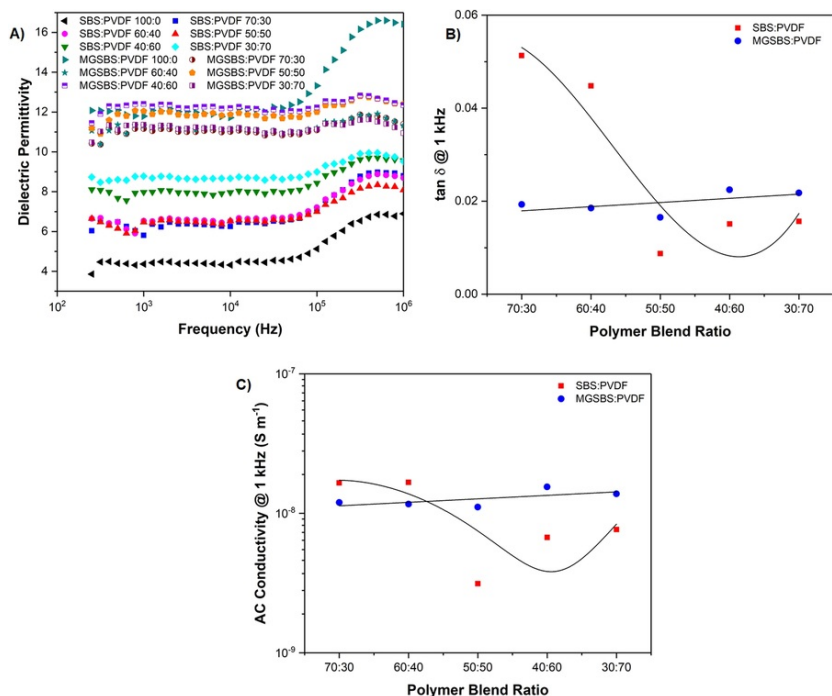 A)
SBS:PVDF 100:0 SBS:PVDF 70:30
SBS:PVDF 60:40 SBS:PVDF 50:50
SBS:PVDF 40:60 SBS:PVDF 30:70
MGSBS:PVDF 100:0 MGSBS:PVDF 70:30
MGSBS:PVDF 60:40 MGSBS:PVDF 50:50
MGSBS:PVDF 40:60 MGSBS:PVDF 30:70
16
14
12
10
8
6
4
Dielectric Permittivity
10² 10³ 10⁴ 10⁵ 10⁶
Frequency (Hz)
B)
SBS:PVDF
MGSBS:PVDF
0.06
0.04
0.02
0.00
tan δ @ 1 kHz
70:30 60:40 50:50 40:60 30:70
Polymer Blend Ratio
C)
SBS:PVDF
MGSBS:PVDF
10⁻⁷
10⁻⁸
10⁻⁹
AC Conductivity @ 1 kHz (S m⁻¹)
70:30 60:40 50:50 40:60 30:70
Polymer Blend Ratio